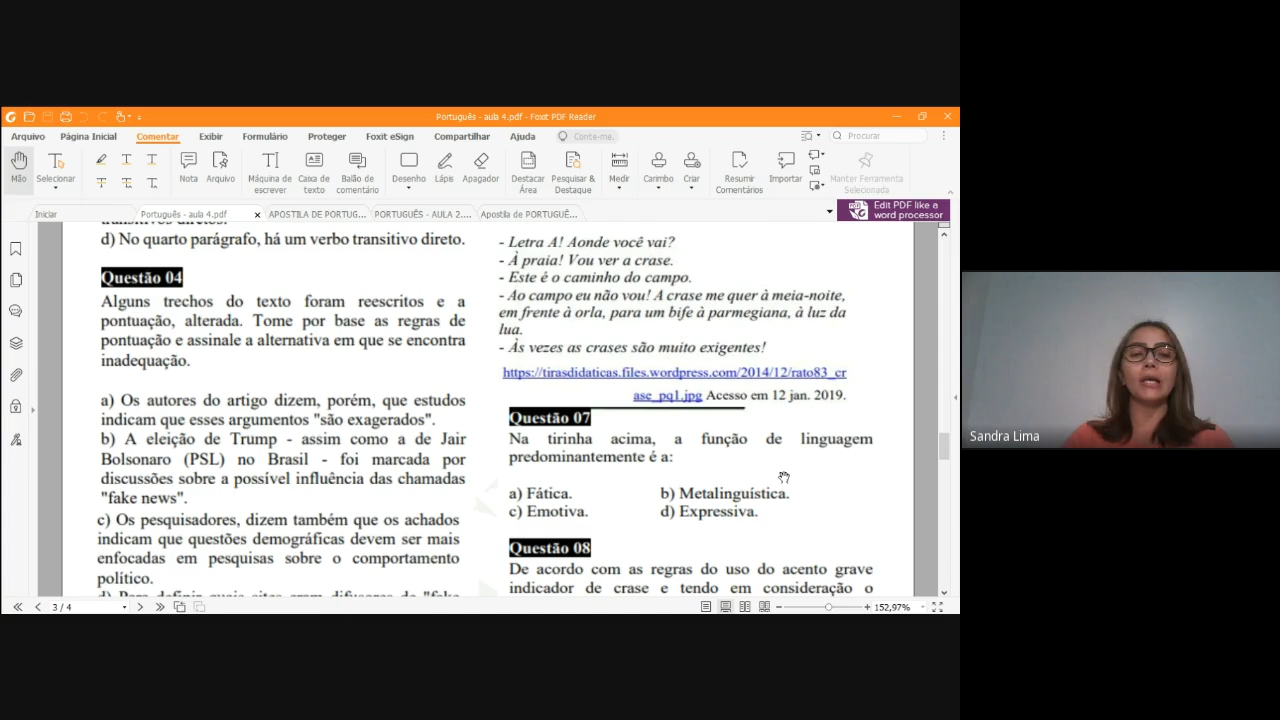 Português - aula 4.pdf - Foxit PDF Reader
Arquivo Página Inicial Comentar Exibir Formulário Proteger Foxit eSign Compartilhar Ajuda Conte-me. Procurar
Mão Selecionar Nota Arquivo Máquina de escrever Caixa de texto Balão de comentário Desenho Lápis Apagador Destacar Área Pesquisar & Destaque Medir Carimbo Criar Resumir Comentários Importar Manter Ferramenta Selecionada
Iniciar Português - aula 4.pdf APOSTILA DE PORTUG... PORTUGUÊS - AULA 2.... Apostila de PORTUGUÊ...
Edit PDF like a
word processor
transitivos diretos.
d) No quarto parágrafo, há um verbo transitivo direto.
Questão 04
Alguns trechos do texto foram reescritos e a
pontuação, alterada. Tome por base as regras de
pontuação e assinale a alternativa em que se encontra
inadequação.
a) Os autores do artigo dizem, porém, que estudos
indicam que esses argumentos "são exagerados".
b) A eleição de Trump - assim como a de Jair
Bolsonaro (PSL) no Brasil - foi marcada por
discussões sobre a possível influência das chamadas
"fake news".
c) Os pesquisadores, dizem também que os achados
indicam que questões demográficas devem ser mais
enfocadas em pesquisas sobre o comportamento
político.
d) Para definir quais sites eram difusores de "fake
- Letra A! Aonde você vai?
- À praia! Vou ver a crase.
- Este é o caminho do campo.
- Ao campo eu não vou! A crase me quer à meia-noite,
em frente à orla, para um bife à parmegiana, à luz da
lua.
- Às vezes as crases são muito exigentes!
https://tirasdidaticas.files.wordpress.com/2014/12/rato83_cr
ase_pq1.jpg Acesso em 12 jan. 2019.
Questão 07
Na tirinha acima, a função de linguagem
predominantemente é a:
a) Fática. b) Metalinguística.
c) Emotiva. d) Expressiva.
Questão 08
De acordo com as regras do uso do acento grave
indicador de crase e tendo em consideração o
3 / 4
152,97%
Sandra Lima